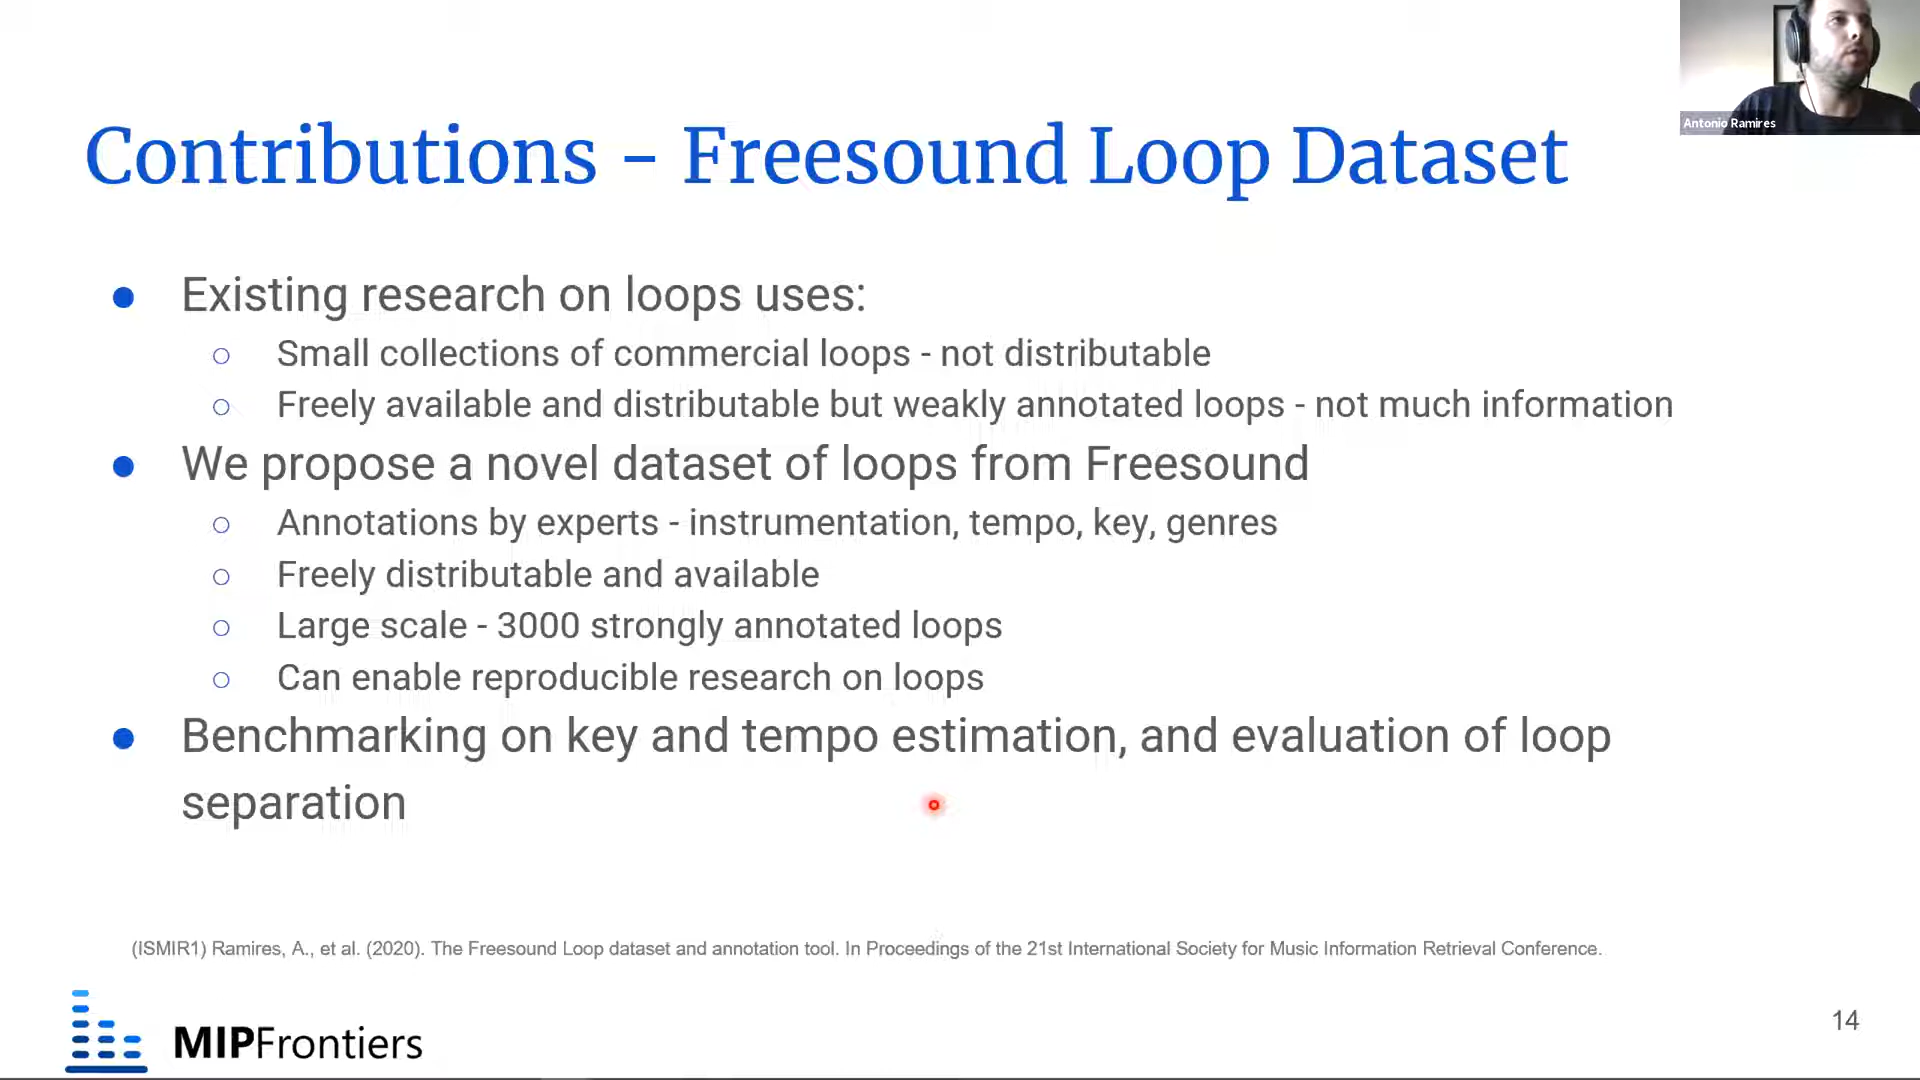 Antonio Ramires
Contributions - Freesound Loop Dataset
Existing research on loops uses:
Small collections of commercial loops - not distributable
Freely available and distributable but weakly annotated loops - not much information
We propose a novel dataset of loops from Freesound
Annotations by experts - instrumentation, tempo, key, genres
Freely distributable and available
Large scale - 3000 strongly annotated loops
Can enable reproducible research on loops
Benchmarking on key and tempo estimation, and evaluation of loop
separation
(ISMIR1) Ramires, A., et al. (2020). The Freesound Loop dataset and annotation tool. In Proceedings of the 21st International Society for Music Information Retrieval Conference.
MIPFrontiers
14